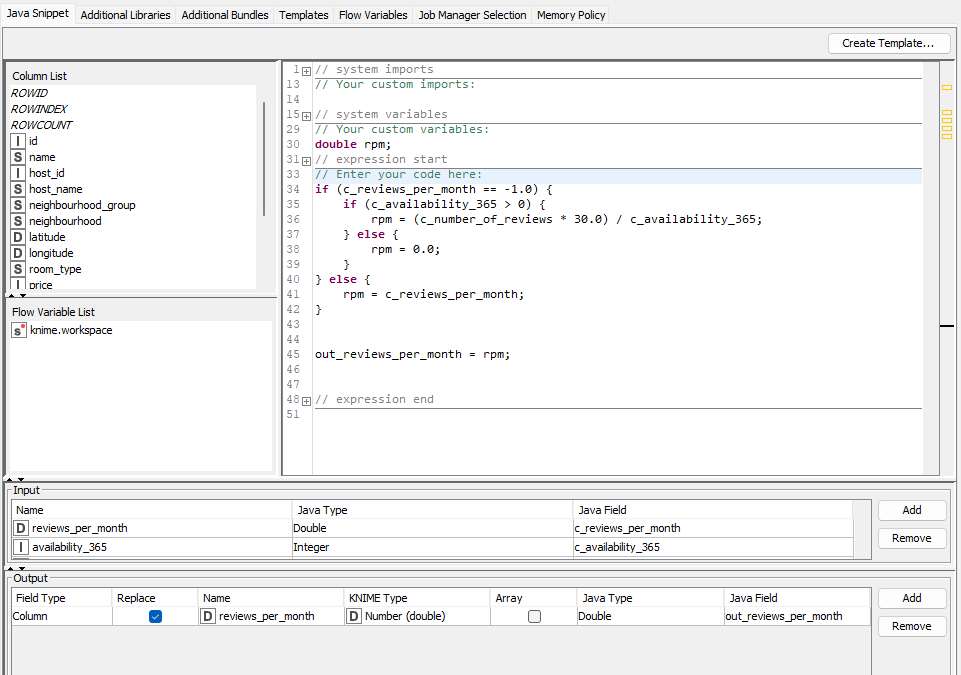 Java Snippet Additional Libraries Additional Bundles Templates Flow Variables Job Manager Selection Memory Policy
Create Template...
Column List
ROWID
ROWINDEX
ROWCOUNT
I id
S name
I host_id
S host_name
S neighbourhood_group
S neighbourhood
D latitude
D longitude
S room_type
I price
Flow Variable List
s knime.workspace
1 // system imports
13 // Your custom imports:
14
15 // system variables
29 // Your custom variables:
30 double rpm;
31 // expression start
33 // Enter your code here:
34 if (c_reviews_per_month == -1.0) {
35     if (c_availability_365 > 0) {
36         rpm = (c_number_of_reviews * 30.0) / c_availability_365;
37     } else {
38         rpm = 0.0;
39     }
40 } else {
41     rpm = c_reviews_per_month;
42 }
43
44
45 out_reviews_per_month = rpm;
46
47
48 // expression end
51
Input
Name Java Type Java Field
D reviews_per_month Double c_reviews_per_month
I availability_365 Integer c_availability_365
Add
Remove
Output
Field Type Replace Name KNIME Type Array Java Type Java Field
Column D reviews_per_month D Number (double) Double out_reviews_per_month
Add
Remove